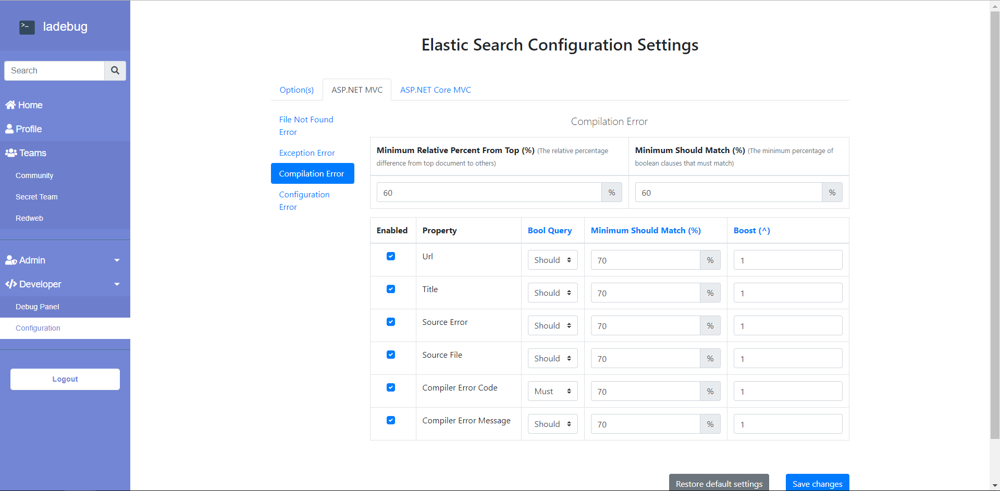 ladebug
Search
Home
Profile
Teams
Community
Secret Team
Redweb
Admin
Developer
Debug Panel
Configuration
Logout
Elastic Search Configuration Settings
Option(s) ASP.NET MVC ASP.NET Core MVC
File Not Found
Error
Exception Error
Compilation Error
Configuration
Error
Compilation Error
Minimum Relative Percent From Top (%) (The relative percentage
difference from top document to others)
Minimum Should Match (%) (The minimum percentage of
boolean clauses that must match)
60 % 60 %
Enabled Property Bool Query Minimum Should Match (%) Boost (^)
Url Should 70 % 1
Title Should 70 % 1
Source Error Should 70 % 1
Source File Should 70 % 1
Compiler Error Code Must 70 % 1
Compiler Error Message Should 70 % 1
Restore default settings Save changes